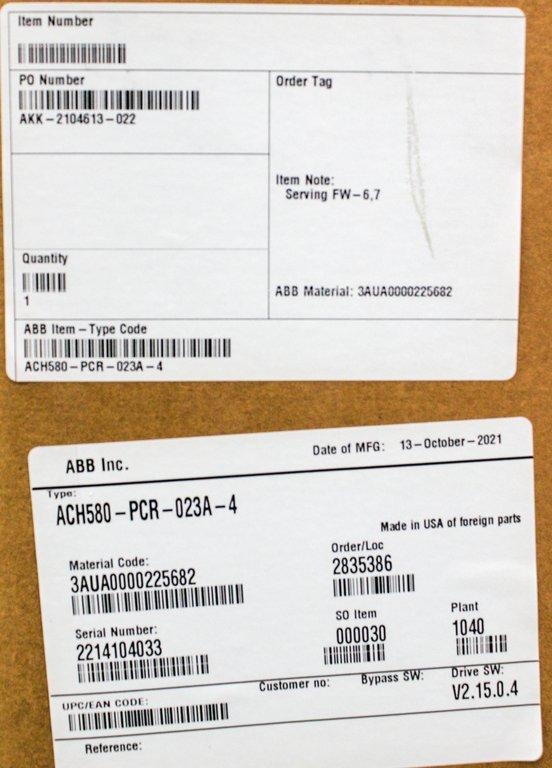 Item Number
PO Number
AKK-2104613-022
Order Tag
Item Note:
Serving FW-6,7
Quantity
1
ABB Material: 3AUA0000225682
ABB Item-Type Code
ACH580-PCR-023A-4
ABB Inc.
Date of MFG: 13-October-2021
Type:
ACH580-PCR-023A-4
Made in USA of foreign parts
Material Code:
3AUA0000225682
Order/Loc
2835386
Serial Number:
2214104033
SO Item
000030
Plant
1040
UPC/EAN CODE:
Customer no:
Bypass SW:
Drive SW:
V2.15.0.4
Reference: